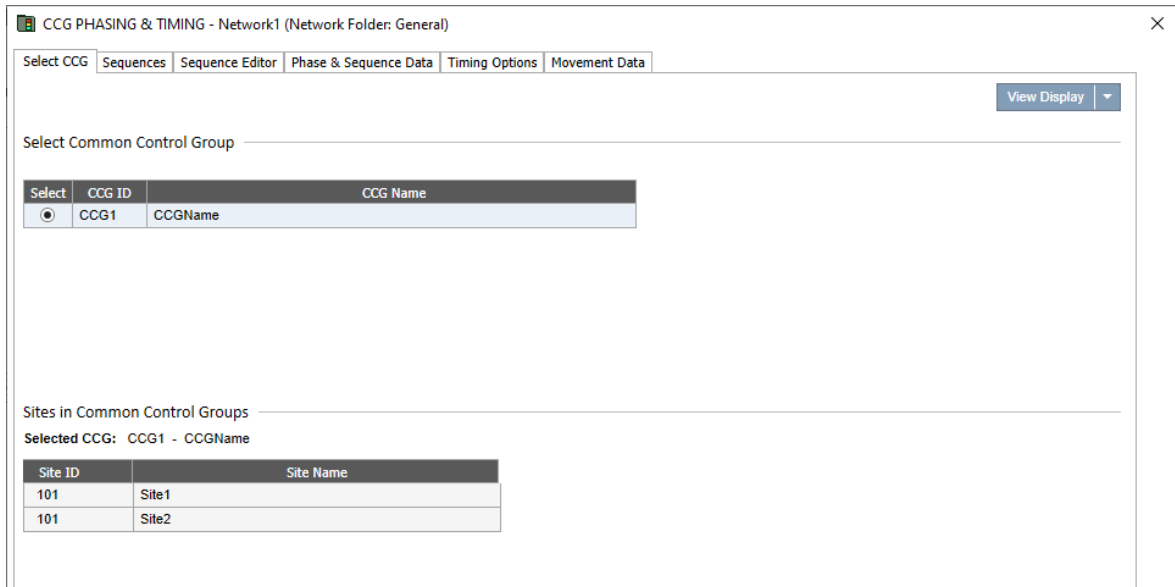 CCG PHASING & TIMING - Network1 (Network Folder: General)
Select CCG Sequences Sequence Editor Phase & Sequence Data Timing Options Movement Data
View Display
Select Common Control Group
Select CCG ID CCG Name
CCG1 CCGName
Sites in Common Control Groups
Selected CCG: CCG1 - CCGName
Site ID Site Name
101 Site1
101 Site2